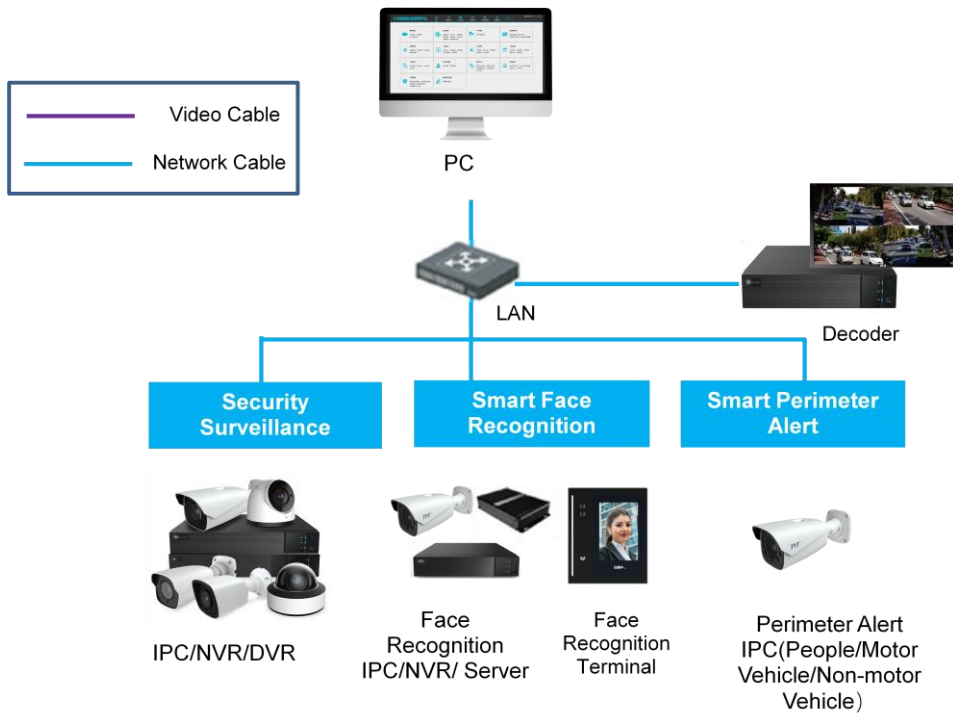 Video Cable
Network Cable
PC
LAN
Decoder
Security
Surveillance
Smart Face
Recognition
Smart Perimeter
Alert
IPC/NVR/DVR
Face
Recognition
IPC/NVR/ Server
Face
Recognition
Terminal
Perimeter Alert
IPC(People/Motor
Vehicle/Non-motor
Vehicle）